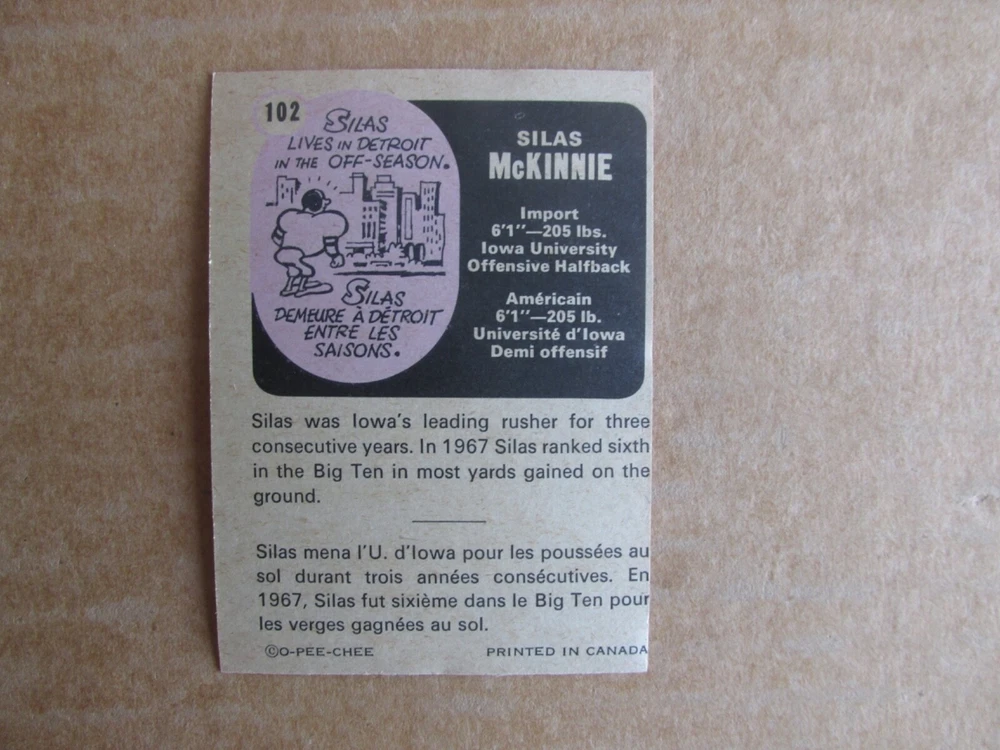 102
SILAS
LIVES IN DETROIT
IN THE OFF-SEASON.
SILAS
DEMEURE À DÉTROIT
ENTRE LES
SAISONS.
SILAS
McKINNIE
Import
6'1"—205 lbs.
Iowa University
Offensive Halfback
Américain
6'1"—205 lb.
Université d'Iowa
Demi offensif
Silas was Iowa's leading rusher for three
consecutive years. In 1967 Silas ranked sixth
in the Big Ten in most yards gained on the
ground.
Silas mena l'U. d'Iowa pour les poussées au
sol durant trois années consécutives. En
1967, Silas fut sixième dans le Big Ten pour
les verges gagnées au sol.
©O-PEE-CHEE PRINTED IN CANADA